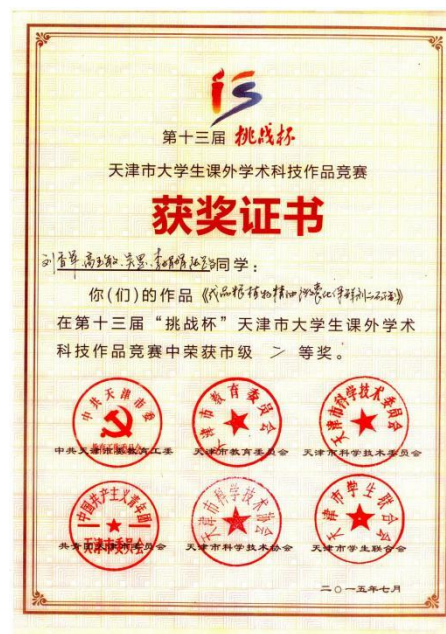 第十三届 挑战杯
天津市大学生课外学术科技作品竞赛
获奖证书
同学:
你(们)的作品《
在第十三届“挑战杯”天津市大学生课外学术
科技作品竞赛中荣获市级 等奖。
中共天津市委
中共天津市委教育工委
天津市教育委员会
天津市教育委员会
天津市科学技术委员会
天津市科学技术委员会
中国共产主义青年团
天津市委员会
共青团天津市委员会
天津市科学技术协会
天津市科学技术协会
天津市学生联合会
天津市学生联合会
二〇一五年七月